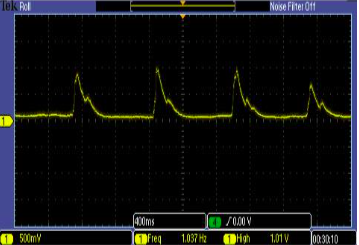 Tek Roll Noise Filter Off
1
400ms 4 / 0.00 V
1 500mV 1 Freq 1.037 Hz 1 High 1.01 V 00:30:10